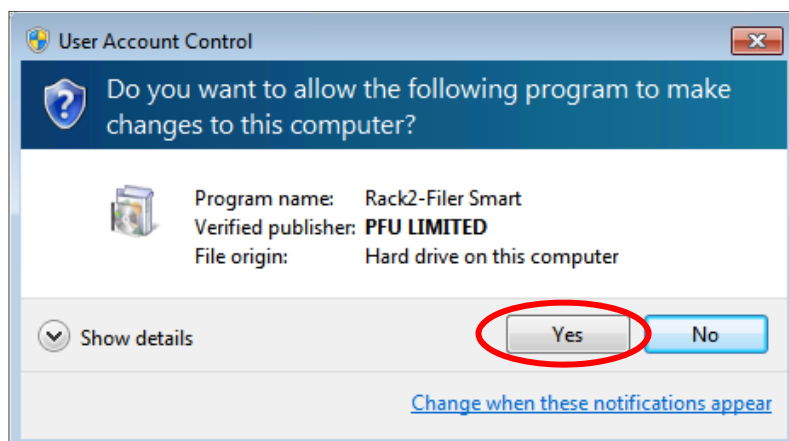 User Account Control
Do you want to allow the following program to make
changes to this computer?
Program name: Rack2-Filer Smart
Verified publisher: PFU LIMITED
File origin: Hard drive on this computer
Show details
Yes
No
Change when these notifications appear